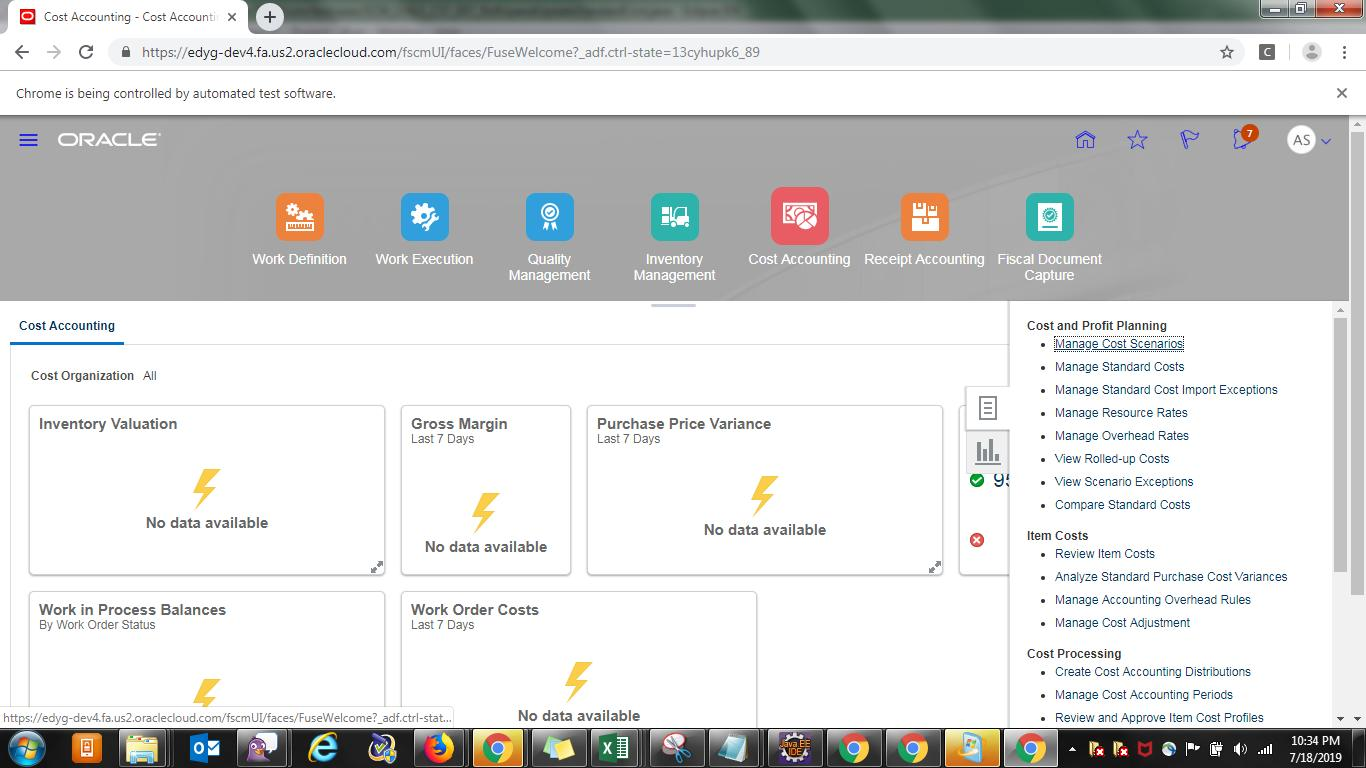 Cost Accounting - Cost Accounti
https://edyg-dev4.fa.us2.oraclecloud.com/fscmUI/faces/FuseWelcome?_adf.ctrl-state=13cyhupk6_89
C
Chrome is being controlled by automated test software.
ORACLE
7
AS
Work Definition
Work Execution
Quality
Management
Inventory
Management
Cost Accounting
Receipt Accounting
Fiscal Document
Capture
Cost Accounting
Cost Organization All
Inventory Valuation
No data available
Gross Margin
Last 7 Days
No data available
Purchase Price Variance
Last 7 Days
No data available
95
Work in Process Balances
By Work Order Status
Work Order Costs
Last 7 Days
No data available
Cost and Profit Planning
Manage Cost Scenarios
Manage Standard Costs
Manage Standard Cost Import Exceptions
Manage Resource Rates
Manage Overhead Rates
View Rolled-up Costs
View Scenario Exceptions
Compare Standard Costs
Item Costs
Review Item Costs
Analyze Standard Purchase Cost Variances
Manage Accounting Overhead Rules
Manage Cost Adjustment
Cost Processing
Create Cost Accounting Distributions
Manage Cost Accounting Periods
Review and Approve Item Cost Profiles
https://edyg-dev4.fa.us2.oraclecloud.com/fscmUI/faces/FuseWelcome?_adf.ctrl-stat...
Java EE
IDE
10:34 PM
7/18/2019